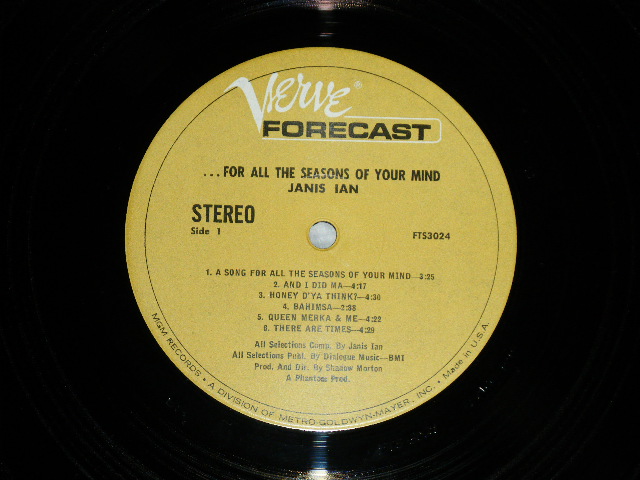 Verve®
FORECAST
...FOR ALL THE SEASONS OF YOUR MIND
JANIS IAN
STEREO
Side 1
FTS3024
1. A SONG FOR ALL THE SEASONS OF YOUR MIND—3:25
2. AND I DID MA—4:17
3. HONEY D'YA THINK?—4:30
4. BAHIMSA—2:38
5. QUEEN MERKA & ME—4:22
6. THERE ARE TIMES—4:29
All Selections Comp. By Janis Ian
All Selections Publ. By Dialogue Music—BMI
Prod. And Dir. By Shadow Morton
A Phantom Prod.
MGM RECORDS • A DIVISION OF METRO-GOLDWYN-MAYER, INC. • Made in U.S.A.